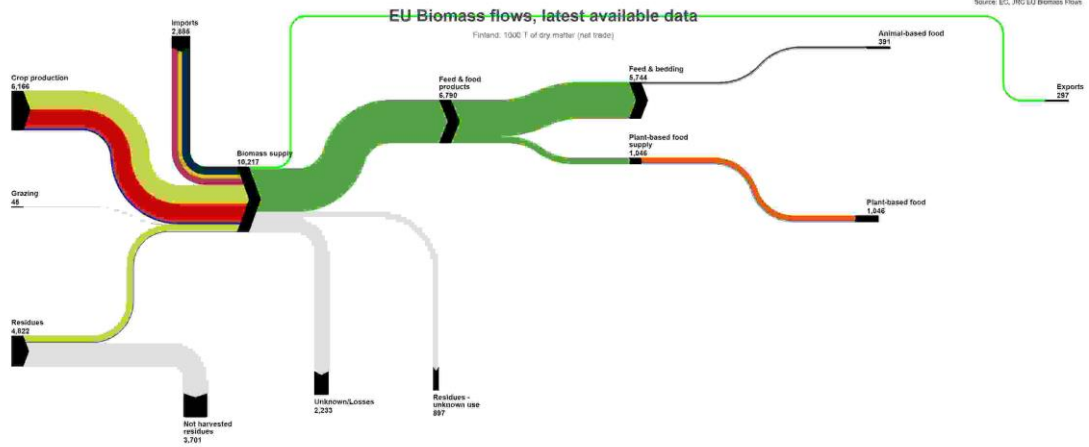 Source: EC, JRC EU Biomass Flows
EU Biomass flows, latest available data
Finland: 1000 T of dry matter (net trade)
Imports
2,886
Animal-based food
391
Crop production
6,166
Feed & food
products
6,790
Feed & bedding
5,744
Exports
297
Biomass supply
10,217
Plant-based food
supply
1,046
Grazing
48
Plant-based food
1,046
Residues
4,822
Unknown/Losses
2,233
Residues -
unknown use
897
Not harvested
residues
3,701